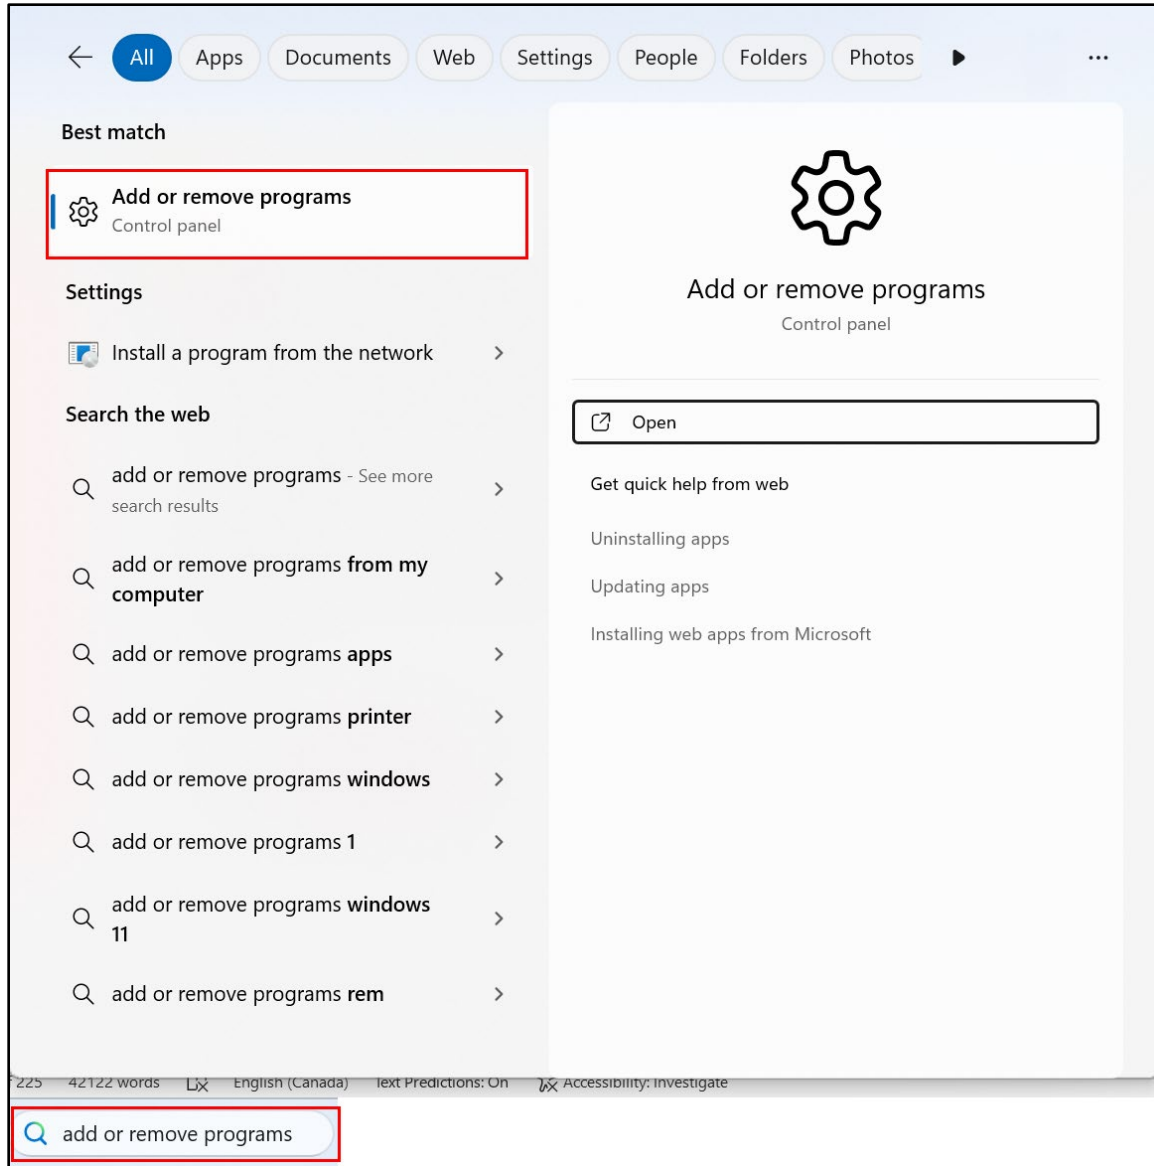 All Apps Documents Web Settings People Folders Photos
Best match
Add or remove programs
Control panel
Settings
Install a program from the network
Search the web
add or remove programs - See more
search results
add or remove programs from my
computer
add or remove programs apps
add or remove programs printer
add or remove programs windows
add or remove programs 1
add or remove programs windows
11
add or remove programs rem
Add or remove programs
Control panel
Open
Get quick help from web
Uninstalling apps
Updating apps
Installing web apps from Microsoft
225 42122 words English (Canada) Text Predictions: On Accessibility: Investigate
add or remove programs